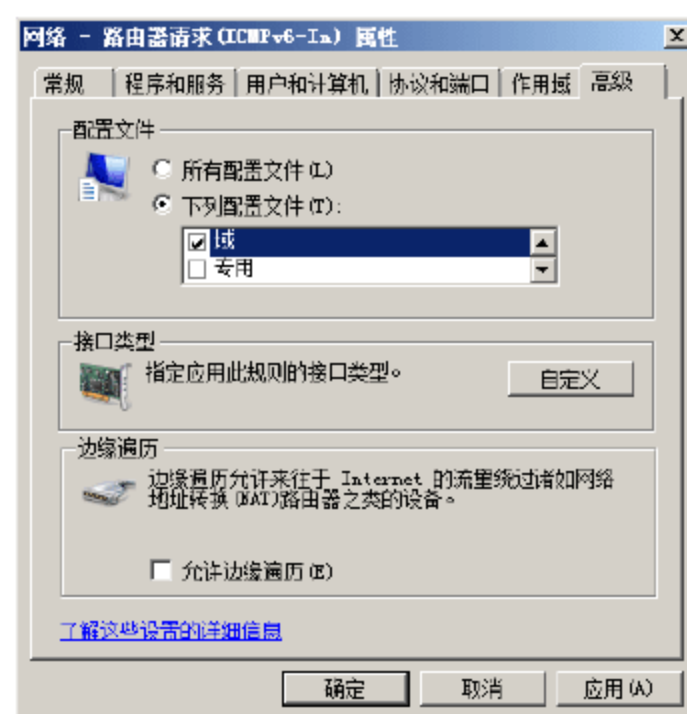 网络 - 路由器请求(ICMPv6-In) 属性
常规 程序和服务 用户和计算机 协议和端口 作用域 高级
配置文件
所有配置文件(L)
下列配置文件(T):
域
专用
接口类型
指定应用此规则的接口类型。
自定义
边缘遍历
边缘遍历允许来往于 Internet 的流量绕过诸如网络
地址转换(NAT)路由器之类的设备。
允许边缘遍历(E)
了解这些设置的详细信息
确定 取消 应用(A)